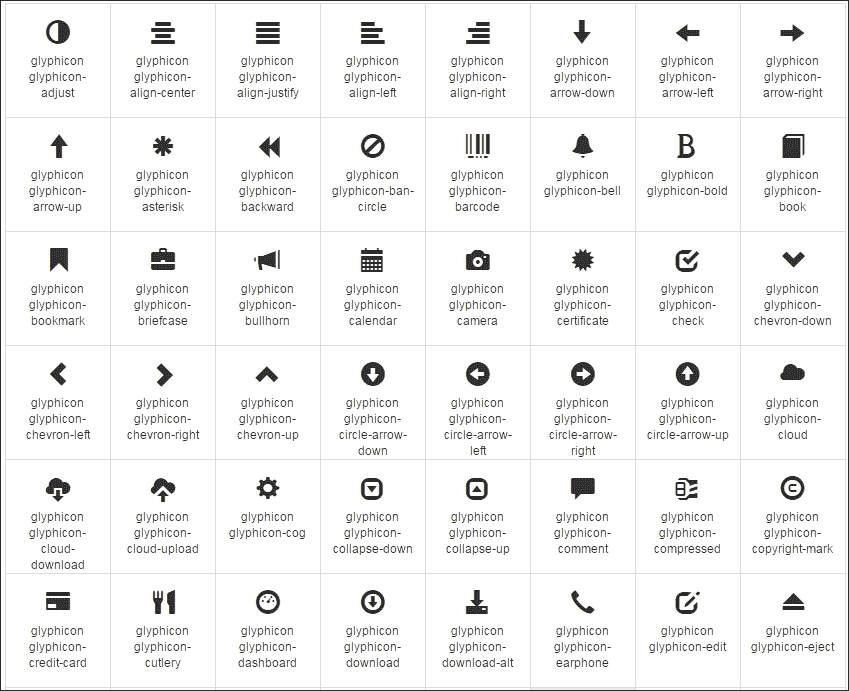 glyphicon
glyphicon-
adjust
glyphicon
glyphicon-
align-center
glyphicon
glyphicon-
align-justify
glyphicon
glyphicon-
align-left
glyphicon
glyphicon-
align-right
glyphicon
glyphicon-
arrow-down
glyphicon
glyphicon-
arrow-left
glyphicon
glyphicon-
arrow-right
glyphicon
glyphicon-
arrow-up
glyphicon
glyphicon-
asterisk
glyphicon
glyphicon-
backward
glyphicon
glyphicon-ban-
circle
glyphicon
glyphicon-
barcode
glyphicon
glyphicon-bell
B
glyphicon
glyphicon-bold
glyphicon
glyphicon-
book
glyphicon
glyphicon-
bookmark
glyphicon
glyphicon-
briefcase
glyphicon
glyphicon-
bullhorn
glyphicon
glyphicon-
calendar
glyphicon
glyphicon-
camera
glyphicon
glyphicon-
certificate
glyphicon
glyphicon-
check
glyphicon
glyphicon-
chevron-down
glyphicon
glyphicon-
chevron-left
glyphicon
glyphicon-
chevron-right
glyphicon
glyphicon-
chevron-up
glyphicon
glyphicon-
circle-arrow-
down
glyphicon
glyphicon-
circle-arrow-
left
glyphicon
glyphicon-
circle-arrow-
right
glyphicon
glyphicon-
circle-arrow-up
glyphicon
glyphicon-
cloud
glyphicon
glyphicon-
cloud-
download
glyphicon
glyphicon-
cloud-upload
glyphicon
glyphicon-cog
glyphicon
glyphicon-
collapse-down
glyphicon
glyphicon-
collapse-up
glyphicon
glyphicon-
comment
glyphicon
glyphicon-
compressed
glyphicon
glyphicon-
copyright-mark
glyphicon
glyphicon-
credit-card
glyphicon
glyphicon-
cutlery
glyphicon
glyphicon-
dashboard
glyphicon
glyphicon-
download
glyphicon
glyphicon-
download-alt
glyphicon
glyphicon-
earphone
glyphicon
glyphicon-edit
glyphicon
glyphicon-eject